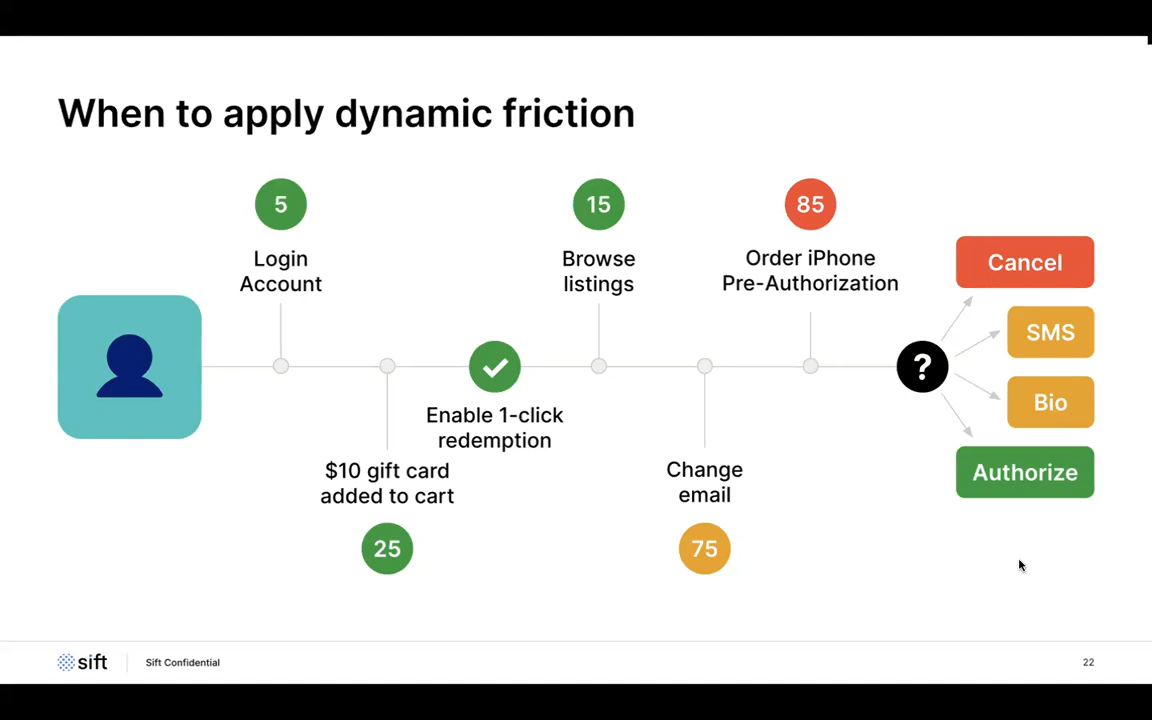 When to apply dynamic friction
5
Login
Account
$10 gift card
added to cart
25
Enable 1-click
redemption
15
Browse
listings
Change
email
75
85
Order iPhone
Pre-Authorization
?
Cancel
SMS
Bio
Authorize
sift
Sift Confidential
22